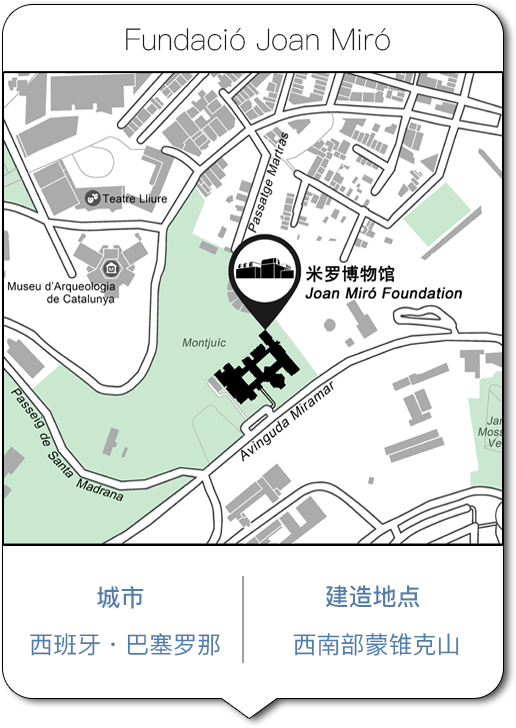 Fundació Joan Miró
Passatge Martras
Teatre Lliure
米罗博物馆
Joan Miró Foundation
Museu d'Arqueologia
de Catalunya
Montjuïc
Avinguda Miramar
Passeig de Santa Madrana
Jar
Moss
Ve
城市
建造地点
西班牙·巴塞罗那
西南部蒙锥克山